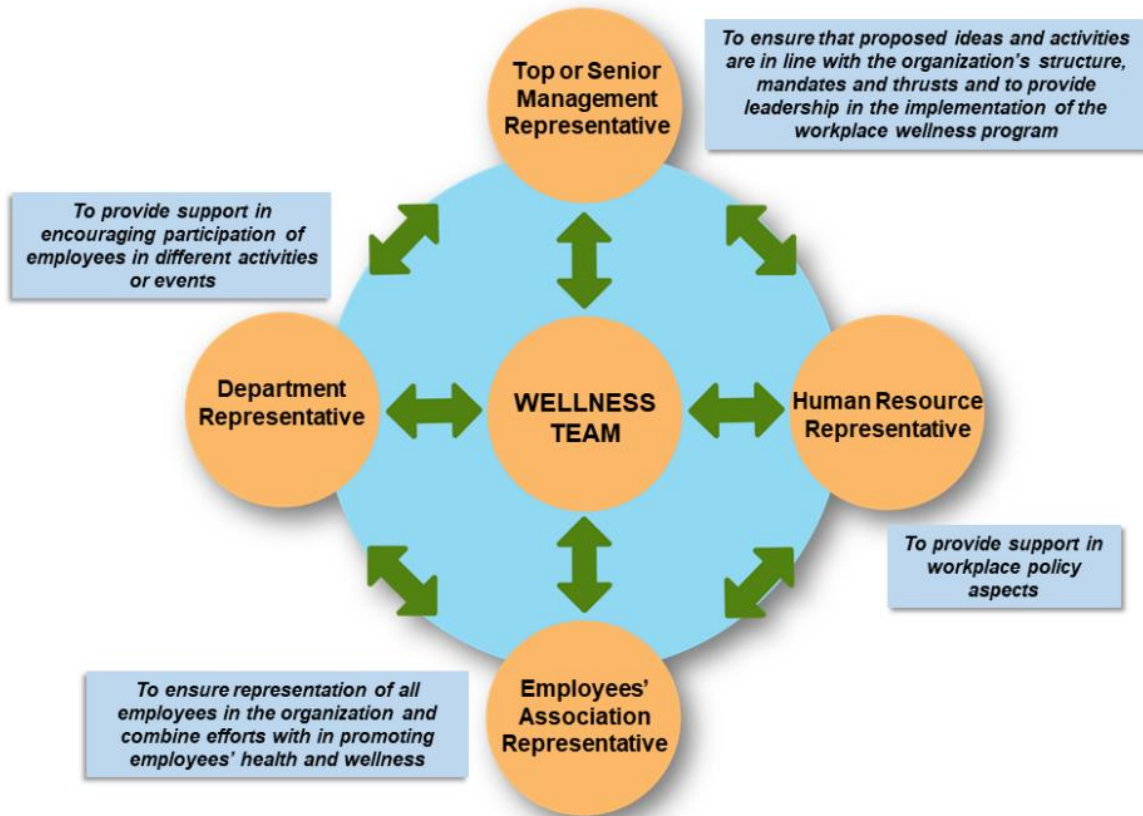 Top or Senior
Management
Representative
To ensure that proposed ideas and activities
are in line with the organization's structure,
mandates and thrusts and to provide
leadership in the implementation of the
workplace wellness program
To provide support in
encouraging participation of
employees in different activities
or events
Department
Representative
WELLNESS
TEAM
Human Resource
Representative
To provide support in
workplace policy
aspects
To ensure representation of all
employees in the organization and
combine efforts with in promoting
employees' health and wellness
Employees'
Association
Representative